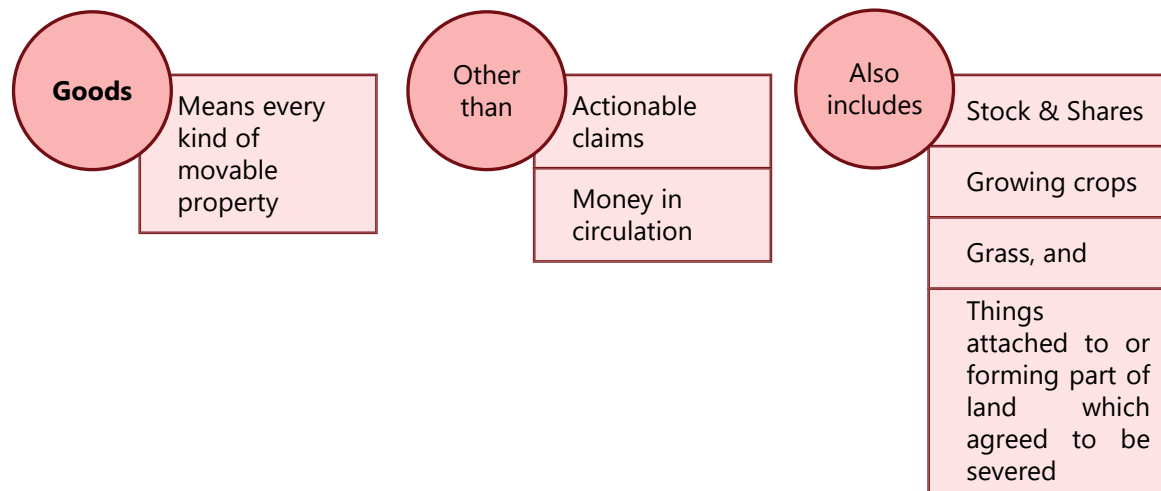 Goods
Means every
kind of
movable
property
Other
than
Actionable
claims
Money in
circulation
Also
includes
Stock & Shares
Growing crops
Grass, and
Things
attached to or
forming part of
land which
agreed to be
severed